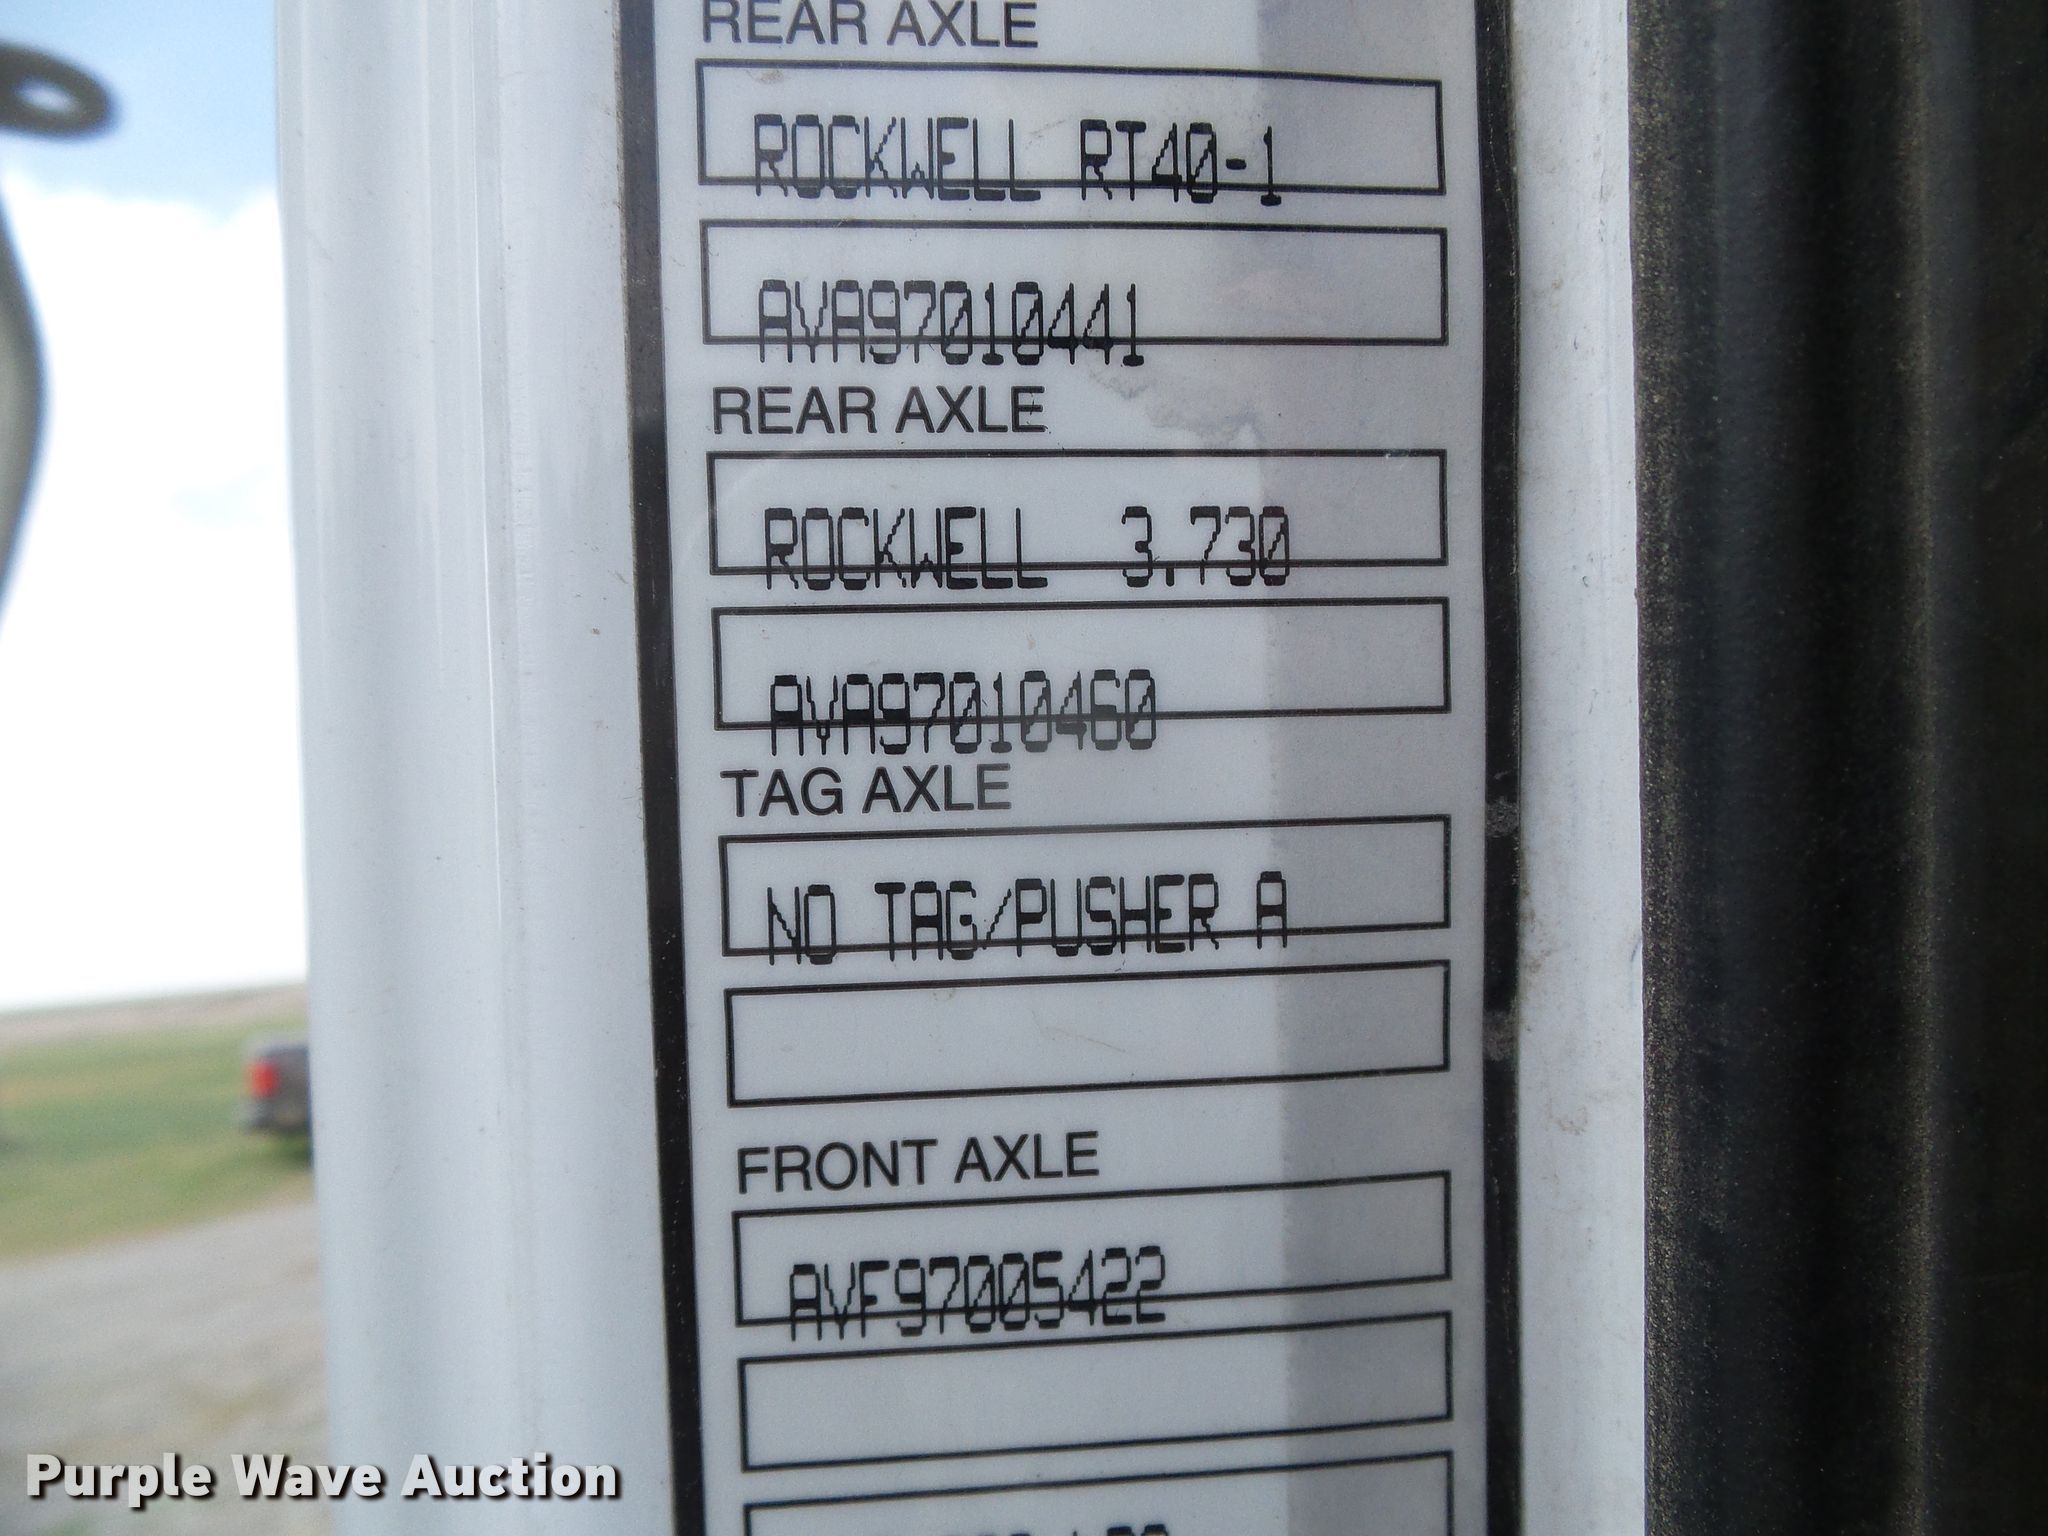 REAR AXLE
ROCKWELL RT40-1
AVA97010441
REAR AXLE
ROCKWELL 3.730
AVA97010460
TAG AXLE
NO TAG/PUSHER A
FRONT AXLE
AVF97005422
Purple Wave Auction